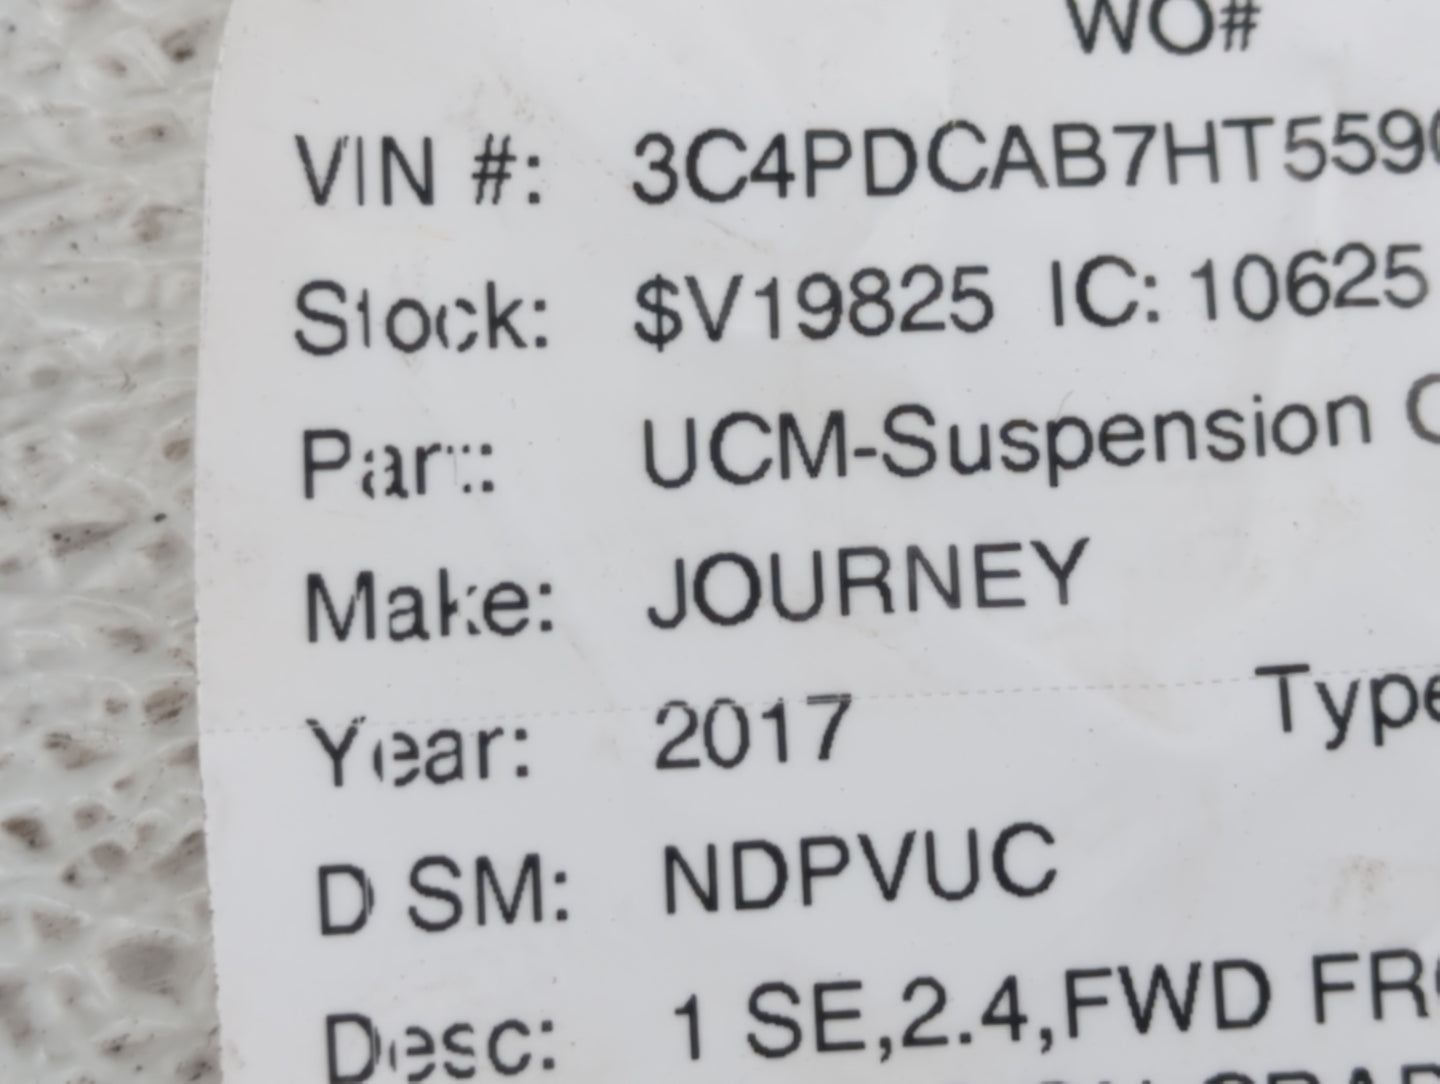 WO#
VIN #: 3C4PDCAB7HT559
Stock: $V19825 IC: 10625
Part: UCM-Suspension C
Make: JOURNEY
Year: 2017 Type
D SM: NDPVUC
Desc: 1 SE,2.4,FWD FRO